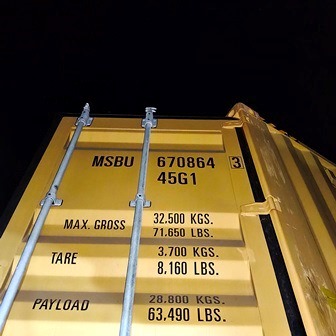 MSBU 670864 3
45G1
MAX. GROSS 32.500 KGS.
71.650 LBS.
TARE 3,700 KGS.
8,160 LBS.
PAYLOAD 28.800 KGS.
63,490 LBS.